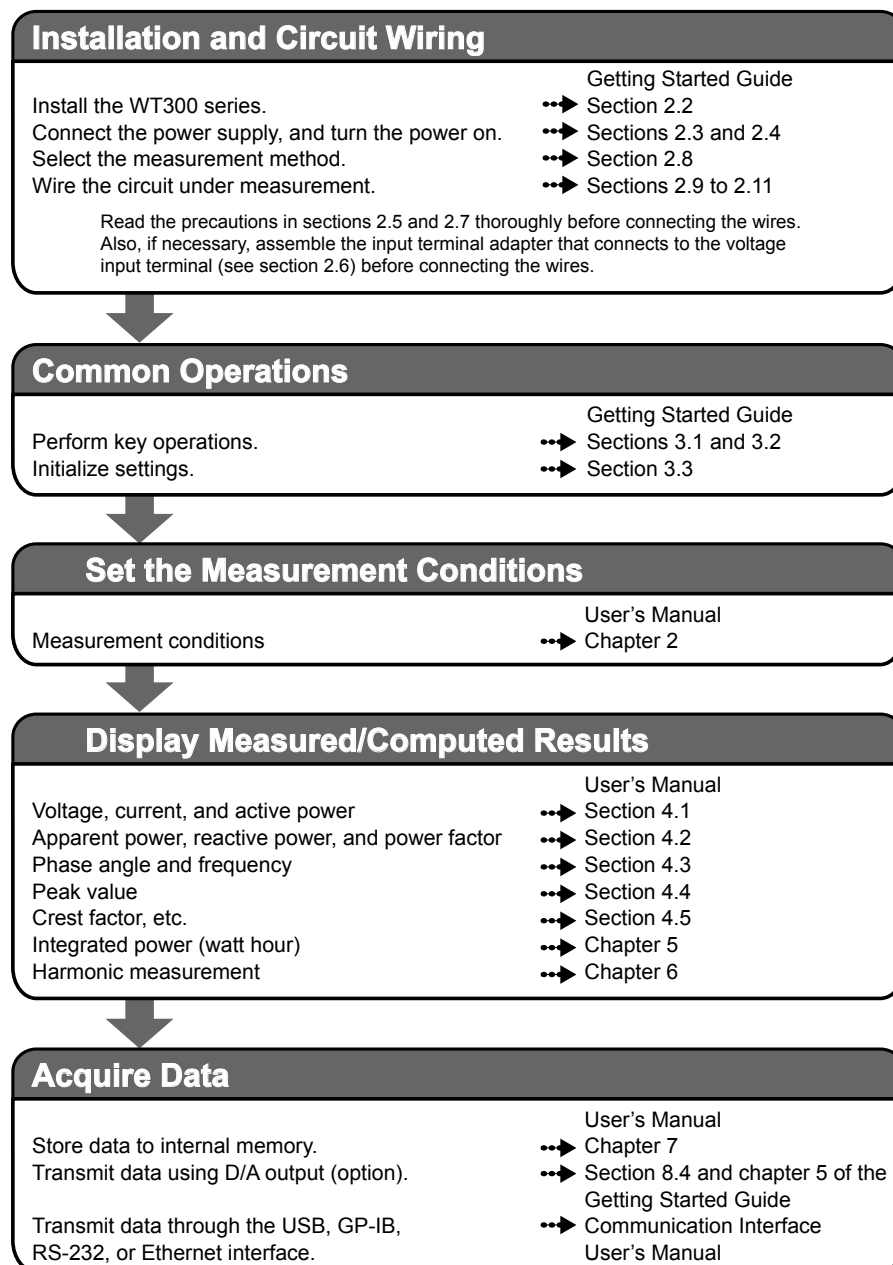 Installation and Circuit Wiring
Getting Started Guide
Install the WT300 series. Section 2.2
Connect the power supply, and turn the power on. Sections 2.3 and 2.4
Select the measurement method. Section 2.8
Wire the circuit under measurement. Sections 2.9 to 2.11
Read the precautions in sections 2.5 and 2.7 thoroughly before connecting the wires.
Also, if necessary, assemble the input terminal adapter that connects to the voltage
input terminal (see section 2.6) before connecting the wires.
Common Operations
Getting Started Guide
Perform key operations. Sections 3.1 and 3.2
Initialize settings. Section 3.3
Set the Measurement Conditions
User’s Manual
Measurement conditions Chapter 2
Display Measured/Computed Results
User’s Manual
Voltage, current, and active power Section 4.1
Apparent power, reactive power, and power factor Section 4.2
Phase angle and frequency Section 4.3
Peak value Section 4.4
Crest factor, etc. Section 4.5
Integrated power (watt hour) Chapter 5
Harmonic measurement Chapter 6
Acquire Data
User’s Manual
Store data to internal memory. Chapter 7
Transmit data using D/A output (option). Section 8.4 and chapter 5 of the
Getting Started Guide
Transmit data through the USB, GP-IB, Communication Interface
RS-232, or Ethernet interface. User’s Manual